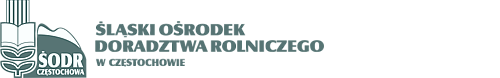 ŚODR
CZĘSTOCHOWA
ŚLĄSKI OŚRODEK
DORADZTWA ROLNICZEGO
W CZĘSTOCHOWIE